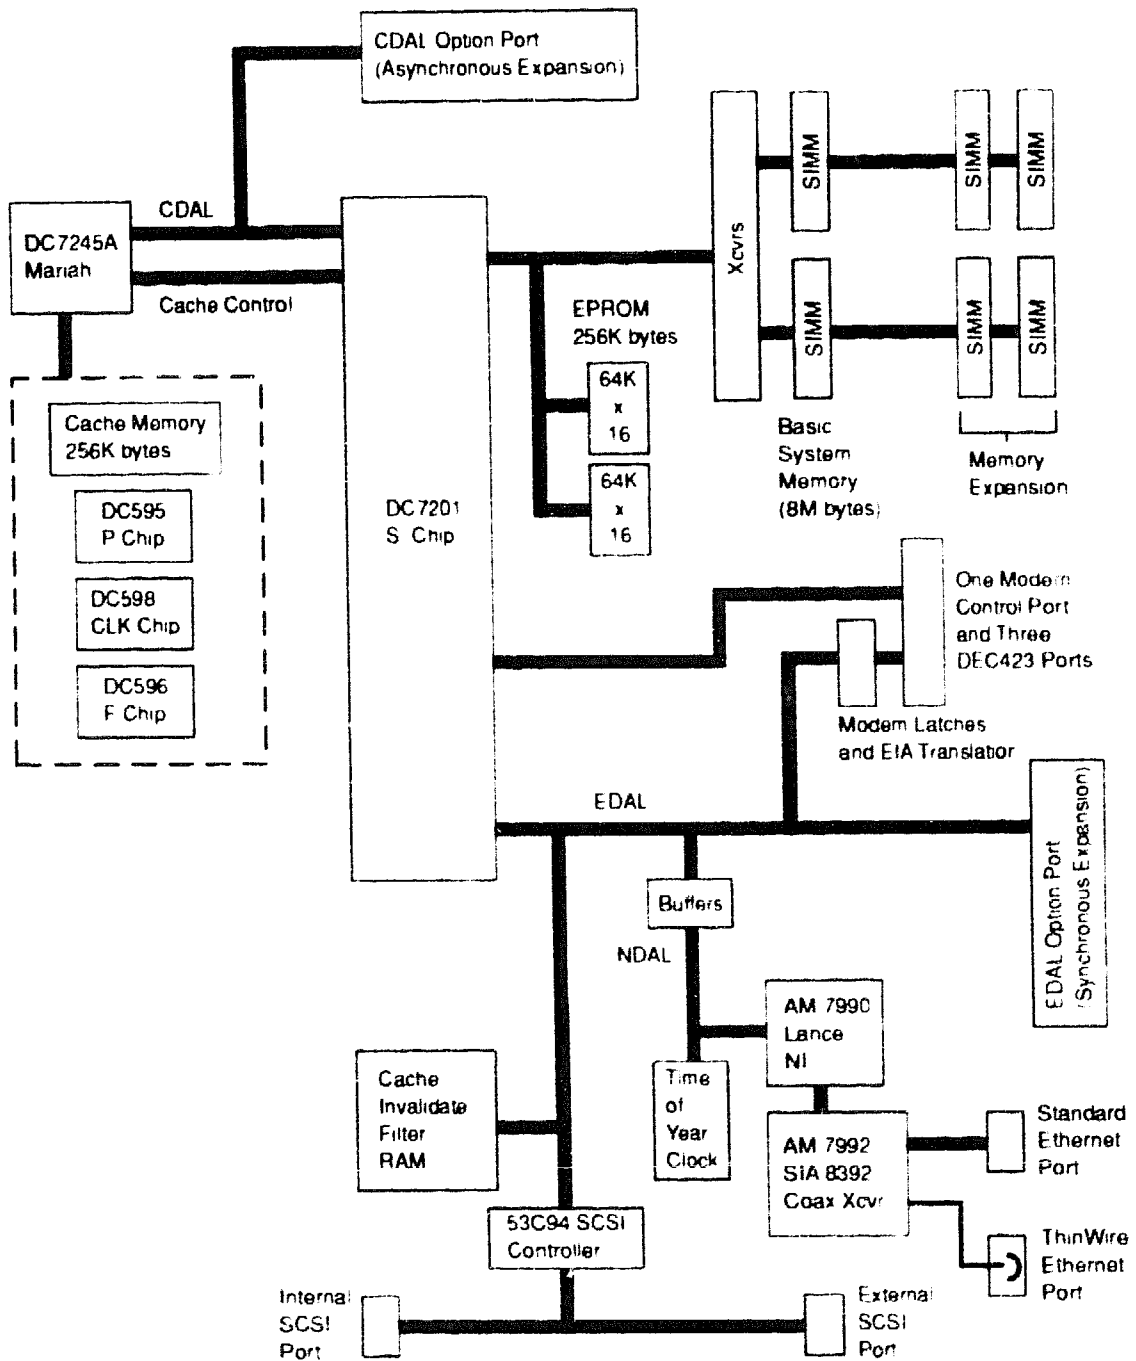 CDAL Option Port
(Asynchronous Expansion)
CDAL
DC7245A
Mariah
Cache Control
Cache Memory
256K bytes
DC595
P Chip
DC598
CLK Chip
DC596
F Chip
DC7201
S Chip
EPROM
256K bytes
64K
x
16
64K
x
16
Xcvrs
SIMM
SIMM
SIMM
SIMM
SIMM
SIMM
Basic
System
Memory
(8M bytes)
Memory
Expansion
One Modem
Control Port
and Three
DEC423 Ports
Modem Latches
and EIA Translatior
EDAL
EDAL Option Port
(Synchronous Expansion)
Buffers
NDAL
AM 7990
Lance
NI
Time
of
Year
Clock
AM 7992
SIA 8392
Coax Xcvr
Standard
Ethernet
Port
ThinWire
Ethernet
Port
Cache
Invalidate
Filter
RAM
53C94 SCSI
Controller
Internal
SCSI
Port
External
SCSI
Port